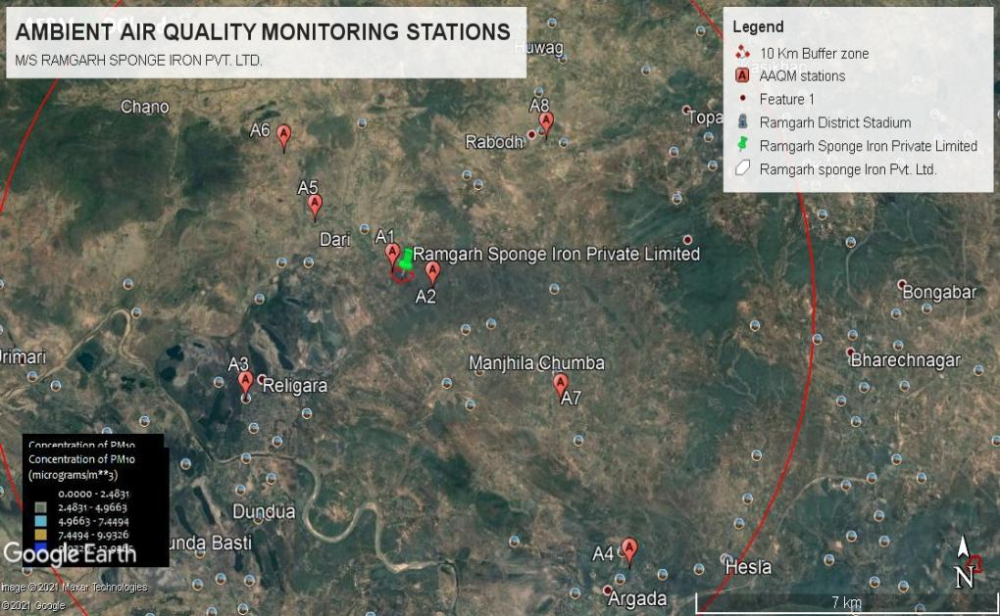 AMBIENT AIR QUALITY MONITORING STATIONS
M/S RAMGARH SPONGE IRON PVT. LTD.
Legend
10 Km Buffer zone
AAQM stations
Feature 1
Ramgarh District Stadium
Ramgarh Sponge Iron Private Limited
Ramgarh sponge Iron Pvt. Ltd.
Huwag
Chano
A8
A
Topa
A6
A
Rabodh
A5
A
Dari
A1
A
Ramgarh Sponge Iron Private Limited
A
A2
Bongabar
Bharechnagar
Manjhila Chumba
A3
A
Religara
A
A7
Concentration of PM10
Concentration of PM10
(micrograms/m**3)
0.0000 - 2.4831
2.4831 - 4.9663
4.9663 - 7.4494
7.4494 - 9.9326
Dundua
unda Basti
Google Earth
A4
A
Hesla
Argada
Image © 2021 Maxar Technologies
©2021 Google
7 km
N